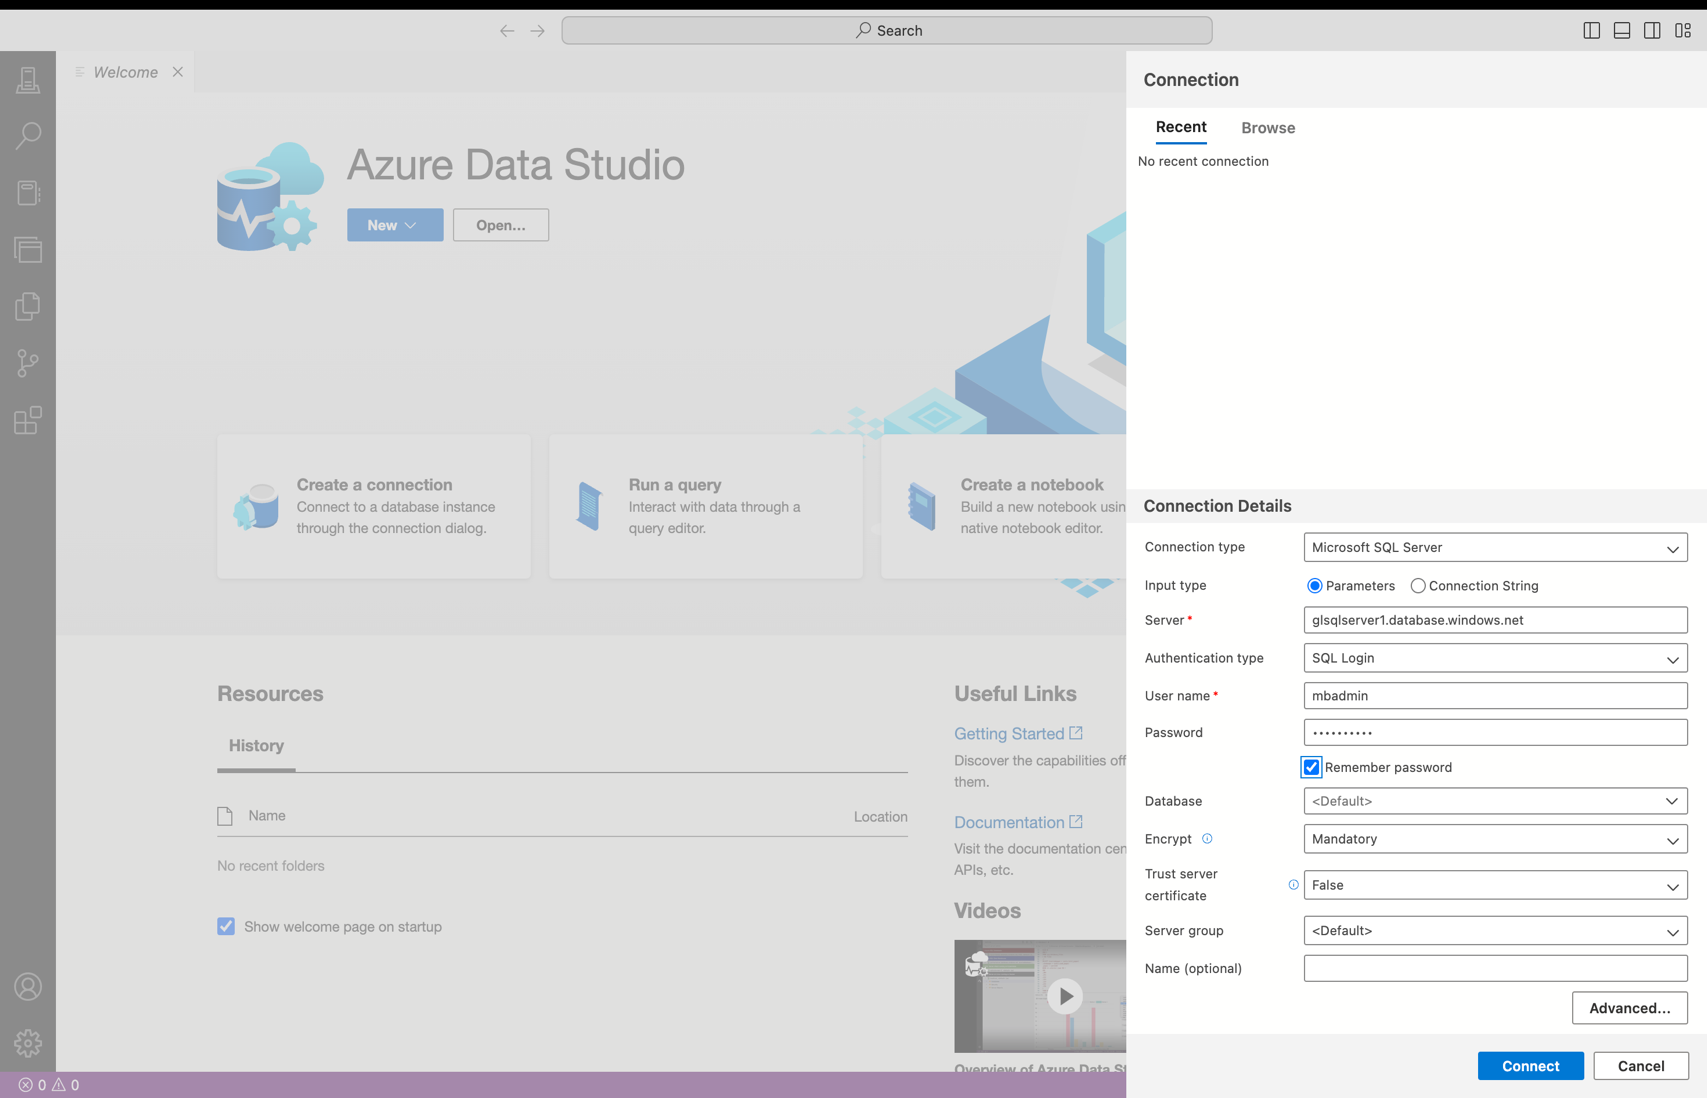 Search
Welcome
Azure Data Studio
New
Open...
Create a connection
Connect to a database instance
through the connection dialog.
Run a query
Interact with data through a
query editor.
Create a notebook
Build a new notebook usin
native notebook editor.
Resources
History
Name Location
No recent folders
Show welcome page on startup
Useful Links
Getting Started
Discover the capabilities off
them.
Documentation
Visit the documentation cen
APIs, etc.
Videos
Overview of Azure Data St
0 0
Connection
Recent Browse
No recent connection
Connection Details
Connection type Microsoft SQL Server
Input type Parameters Connection String
Server* glsqlserver1.database.windows.net
Authentication type SQL Login
User name* mbadmin
Password ••••••••••
Remember password
Database <Default>
Encrypt Mandatory
Trust server
certificate False
Server group <Default>
Name (optional)
Advanced...
Connect Cancel